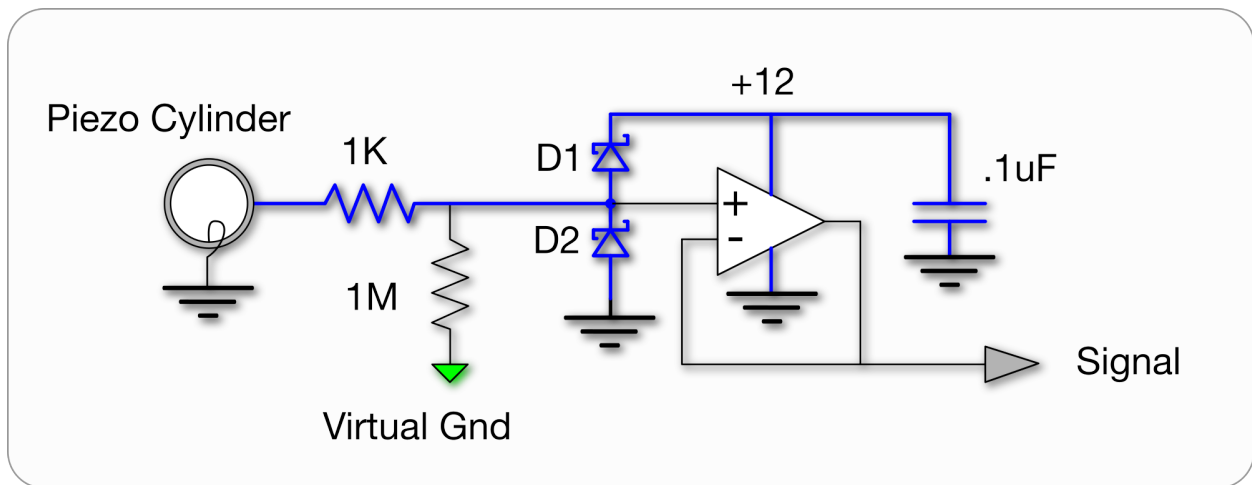 +12
Piezo Cylinder
1K
D1
.1uF
+
D2
-
1M
Signal
Virtual Gnd